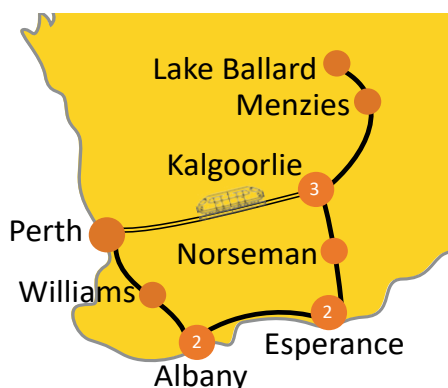 Lake Ballard
Menzies
Kalgoorlie
3
Perth
Norseman
Williams
2
2
Esperance
Albany